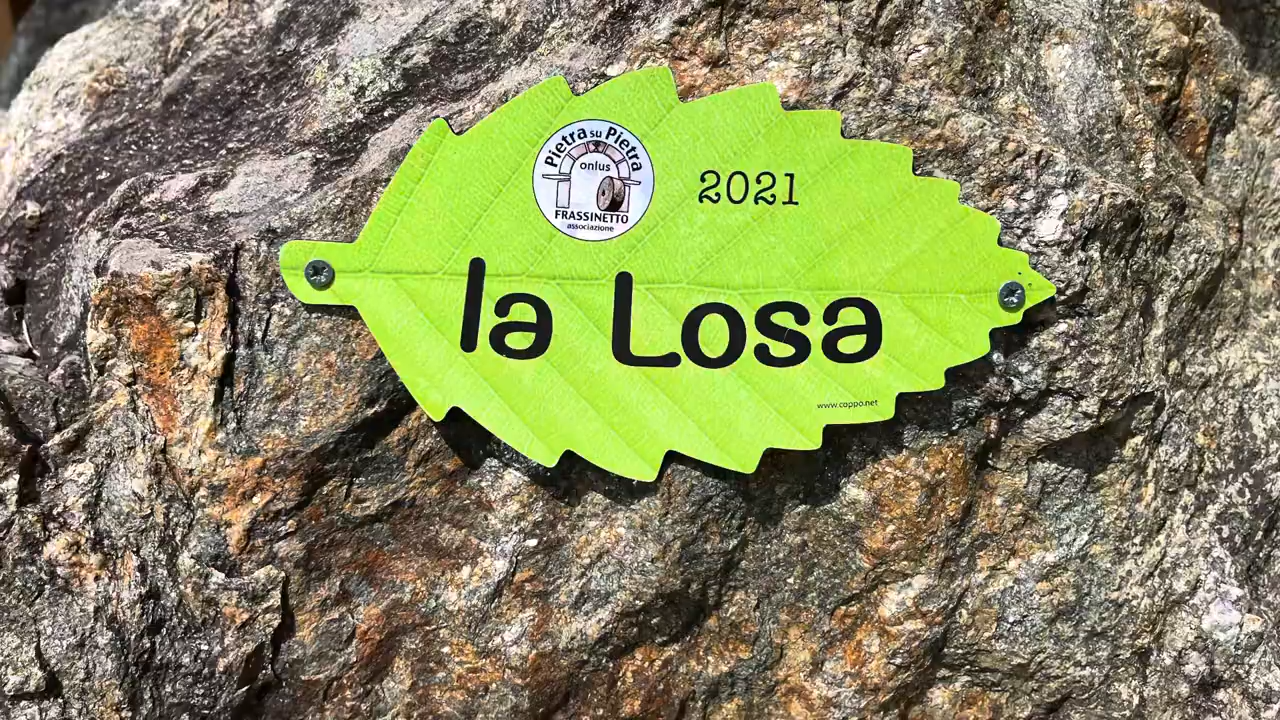 Pietra su Pietra
onlus
FRASSINETTO
associazione
2021
la Losa
www.coppo.net